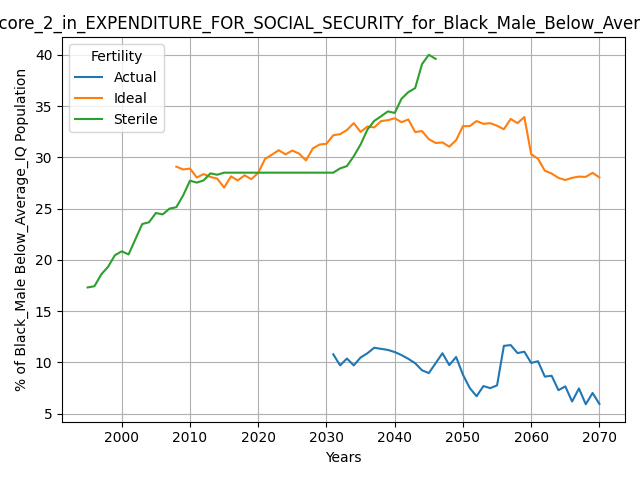 core_2_in_EXPENDITURE_FOR_SOCIAL_SECURITY_for_Black_Male_Below_Aver
Fertility
Actual
Ideal
Sterile
% of Black_Male Below_Average_IQ Population
40
35
30
25
20
15
10
5
2000 2010 2020 2030 2040 2050 2060 2070
Years